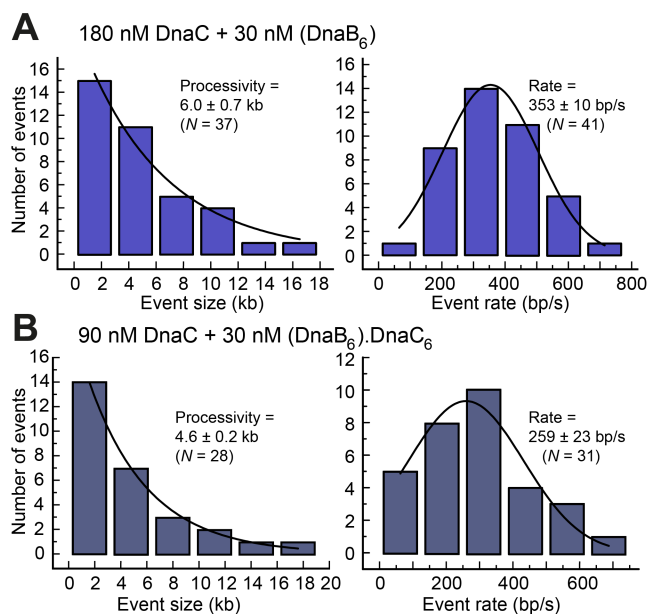 A
180 nM DnaC + 30 nM (DnaB6)
Number of events
16
14
12
10
8
6
4
2
0
Processivity =
6.0 ± 0.7 kb
(N = 37)
0 2 4 6 8 10 12 14 16 18
Event size (kb)
16
14
12
10
8
6
4
2
0
Rate =
353 ± 10 bp/s
(N = 41)
0 200 400 600 800
Event rate (bp/s)
B
90 nM DnaC + 30 nM (DnaB6).DnaC6
Number of events
16
14
12
10
8
6
4
2
0
Processivity =
4.6 ± 0.2 kb
(N = 28)
0 2 4 6 8 10 12 14 16 18 20
Event size (kb)
12
10
8
6
4
2
0
Rate =
259 ± 23 bp/s
(N = 31)
200 400 600
Event rate (bp/s)